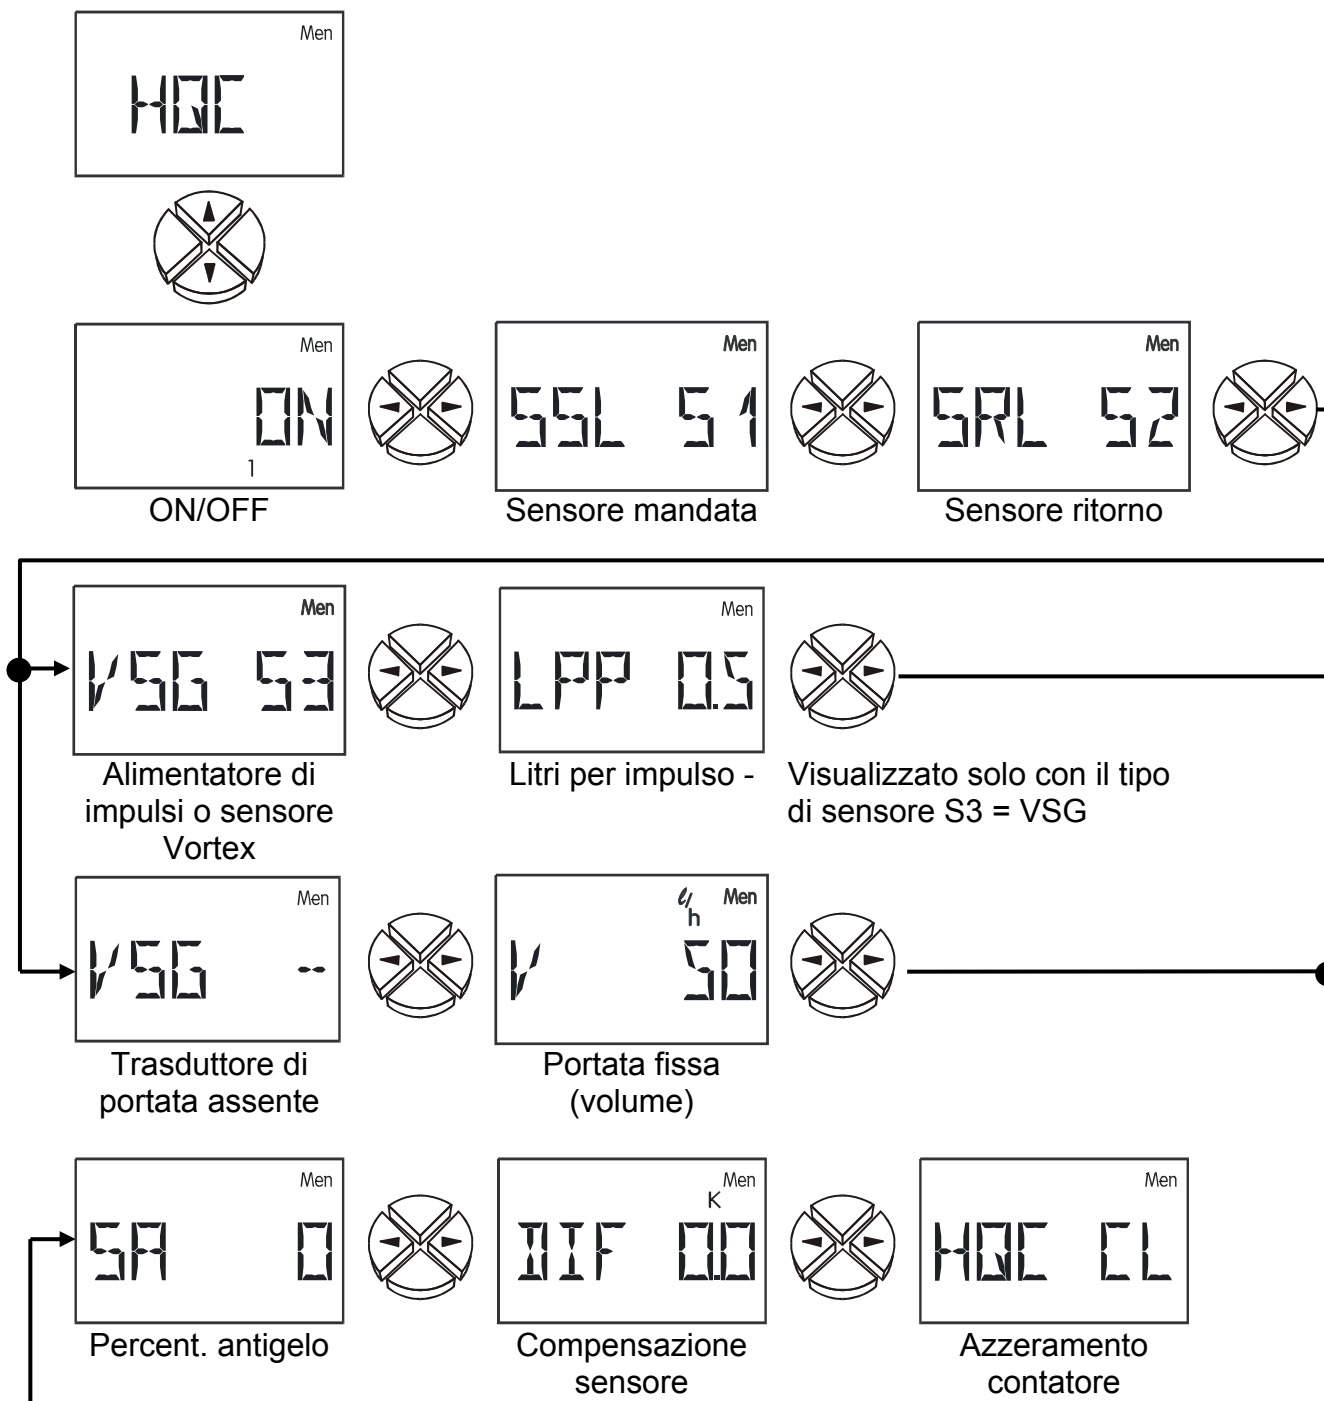 Men
HQC
Men
ON
1
ON/OFF
Men
SSL S1
Sensore mandata
Men
SRL S2
Sensore ritorno
Men
VSG S3
Alimentatore di
impulsi o sensore
Vortex
Men
LPP 0.5
Litri per impulso -
Visualizzato solo con il tipo
di sensore S3 = VSG
Men
VSG --
Trasduttore di
portata assente
l/h Men
V 50
Portata fissa
(volume)
Men
SA 0
Percent. antigelo
Men
K
DIF 0.0
Compensazione
sensore
Men
HQC CL
Azzeramento
contatore